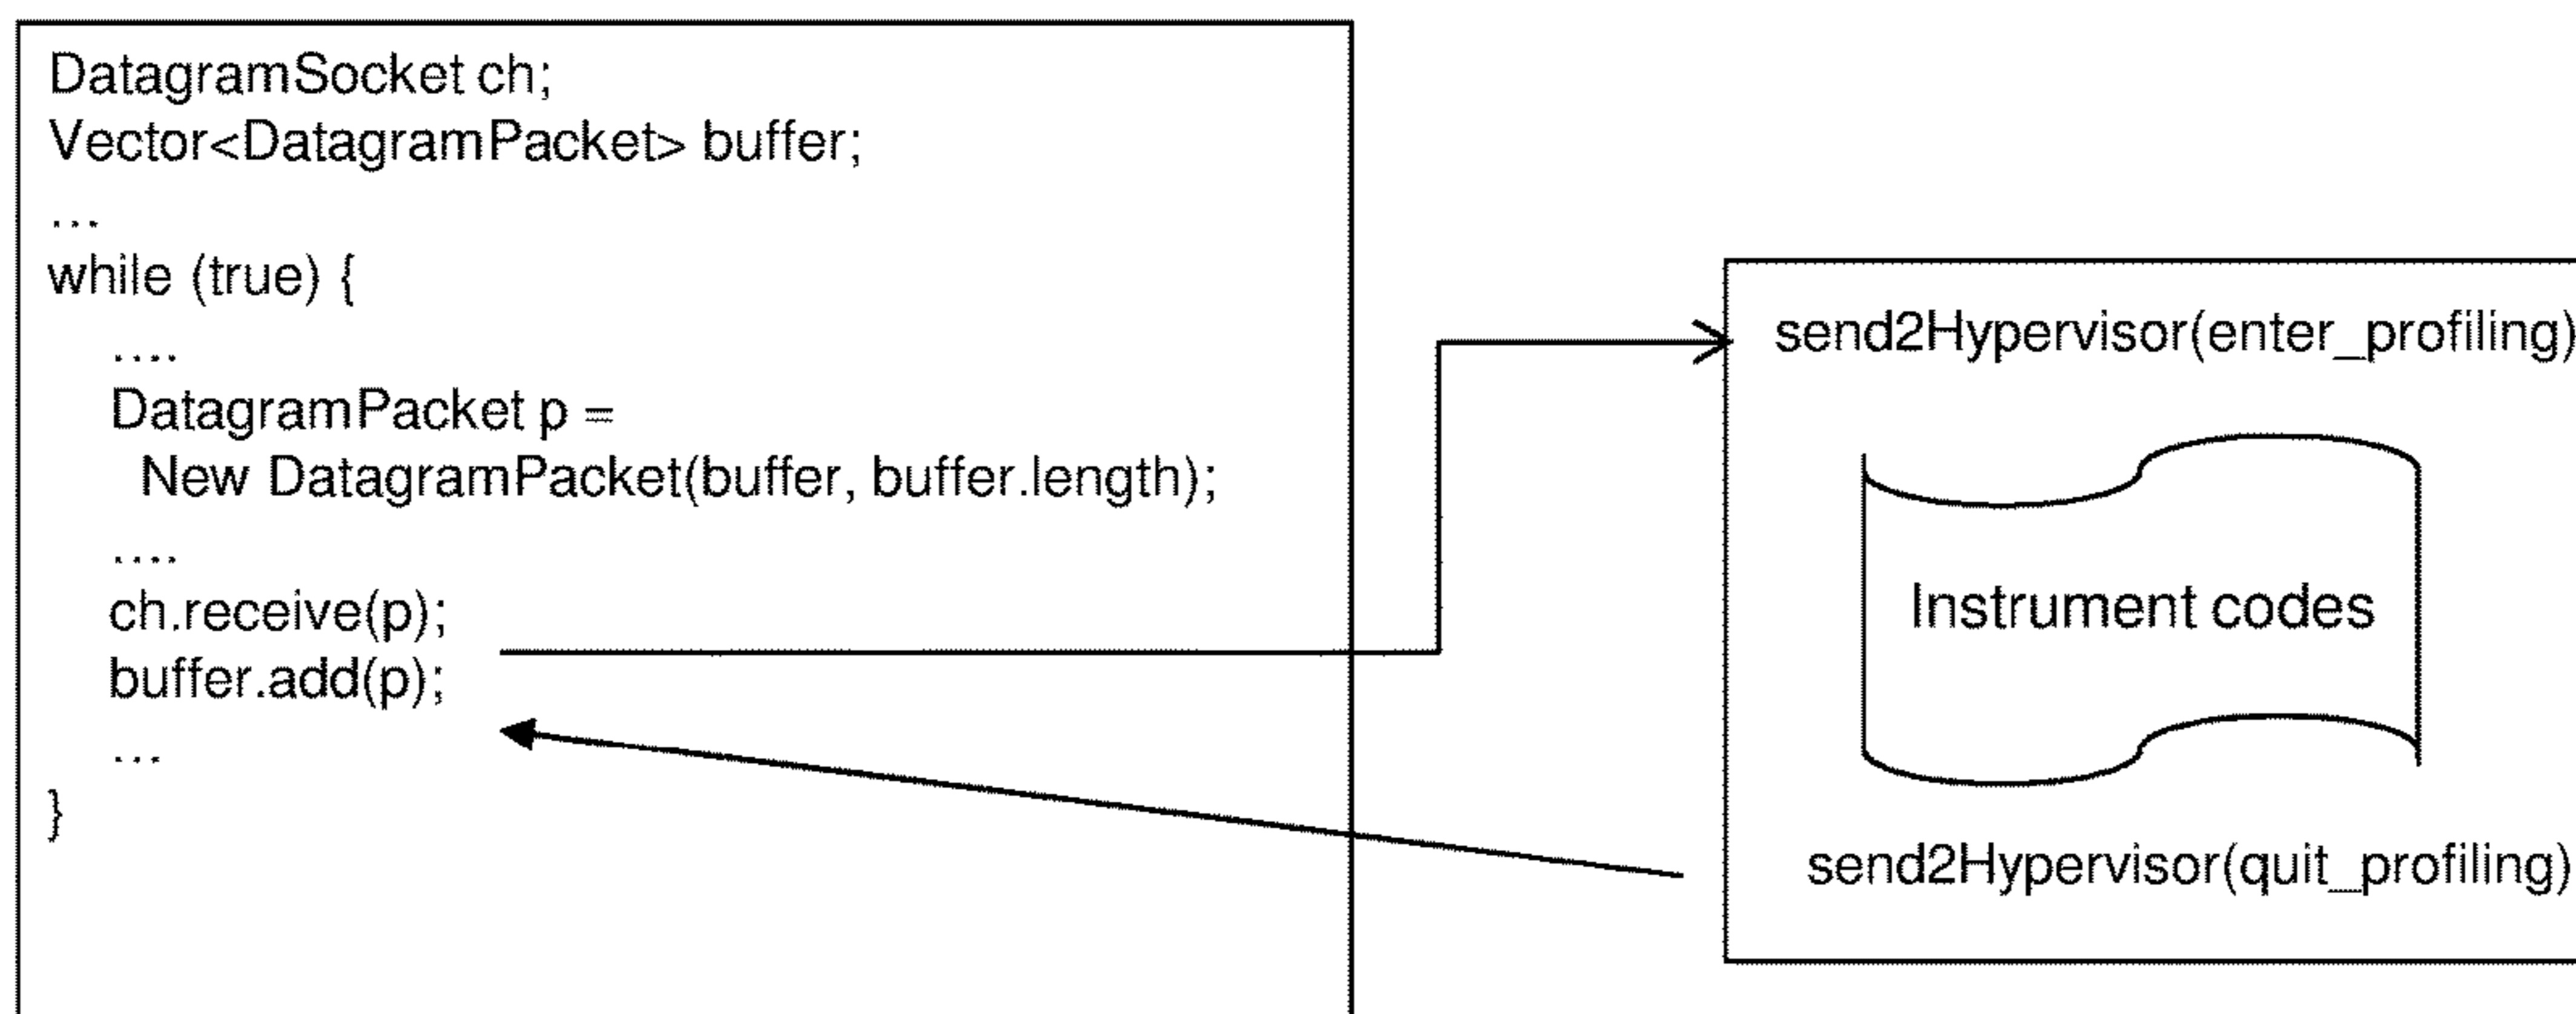 DatagramSocket ch;
Vector<DatagramPacket> buffer;
...
while (true) {
....
DatagramPacket p =
New DatagramPacket(buffer, buffer.length);
....
ch.receive(p);
buffer.add(p);
...
}
send2Hypervisor(enter_profiling)
Instrument codes
send2Hypervisor(quit_profiling)